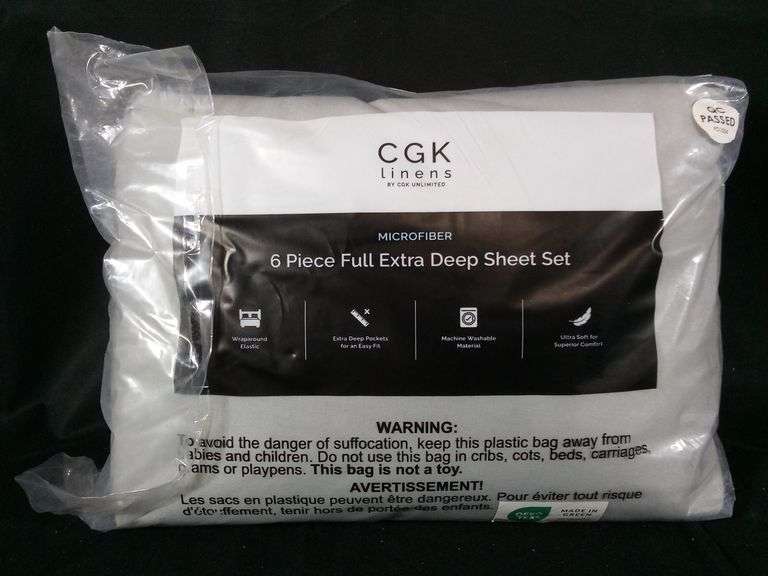 CGK
linens
BY CGK UNLIMITED
QC
PASSED
MICROFIBER
6 Piece Full Extra Deep Sheet Set
Wraparound
Elastic
Extra Deep Pockets
for an Easy Fit
Machine Washable
Material
Ultra Soft for
Superior Comfort
WARNING:
To avoid the danger of suffocation, keep this plastic bag away from
babies and children. Do not use this bag in cribs, cots, beds, carriages,
prams or playpens. This bag is not a toy.
AVERTISSEMENT!
Les sacs en plastique peuvent être dangereux. Pour éviter tout risque
d'étouffement, tenir hors de portée des enfants.
MADE IN
GREEN